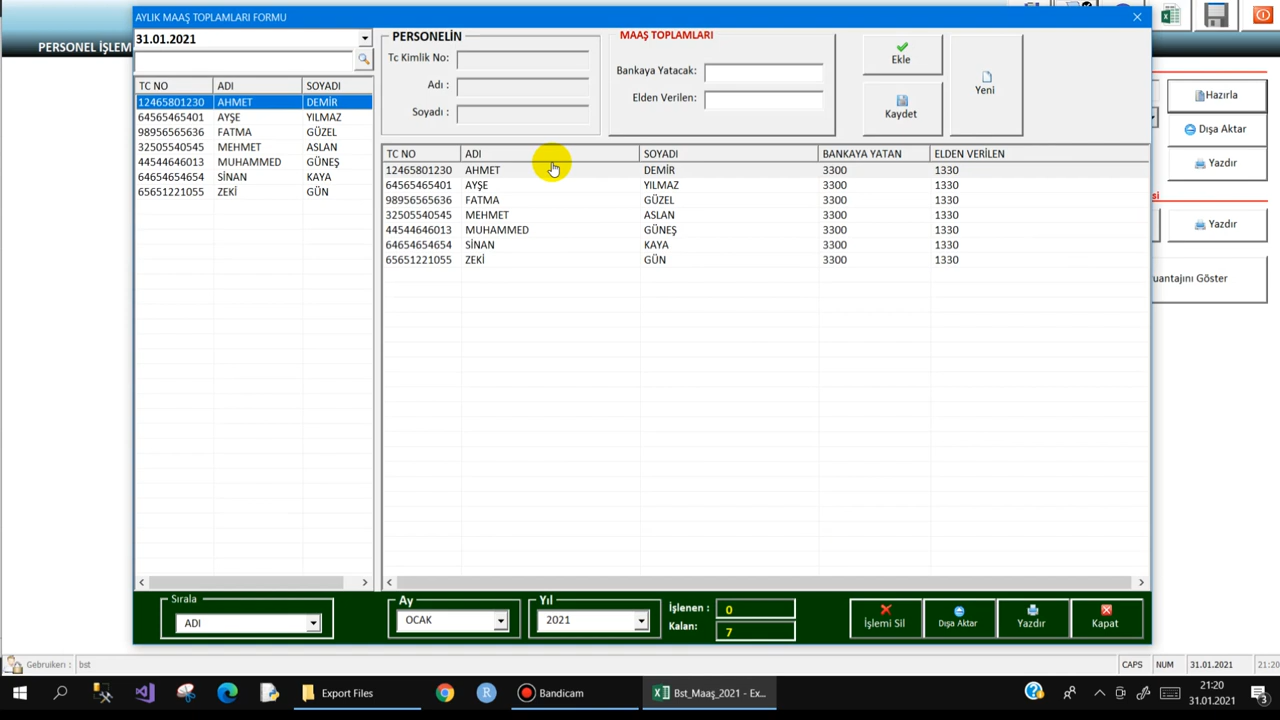 AYLIK MAAŞ TOPLAMLARI FORMU
PERSONEL İŞLEM
31.01.2021
TC NO ADI SOYADI
12465801230 AHMET DEMİR
64565465401 AYŞE YILMAZ
98956565636 FATMA GÜZEL
32505540545 MEHMET ASLAN
44544646013 MUHAMMED GÜNEŞ
64654654654 SİNAN KAYA
65651221055 ZEKİ GÜN
PERSONELİN
Tc Kimlik No:
Adı :
Soyadı :
MAAŞ TOPLAMLARI
Bankaya Yatacak:
Elden Verilen:
Ekle
Kaydet
Yeni
TC NO ADI SOYADI BANKAYA YATAN ELDEN VERİLEN
12465801230 AHMET DEMİR 3300 1330
64565465401 AYŞE YILMAZ 3300 1330
98956565636 FATMA GÜZEL 3300 1330
32505540545 MEHMET ASLAN 3300 1330
44544646013 MUHAMMED GÜNEŞ 3300 1330
64654654654 SİNAN KAYA 3300 1330
65651221055 ZEKİ GÜN 3300 1330
Hazırla
Dışa Aktar
Yazdır
si
Yazdır
uantajını Göster
Sırala
ADI
Ay
OCAK
Yıl
2021
İşlenen : 0
Kalan: 7
İşlemi Sil
Dışa Aktar
Yazdır
Kapat
Gebruikerı : bst
CAPS NUM 31.01.2021 21:20
Export Files
Bandicam
Bst_Maaş_2021 - Ex...
21:20
31.01.2021
3